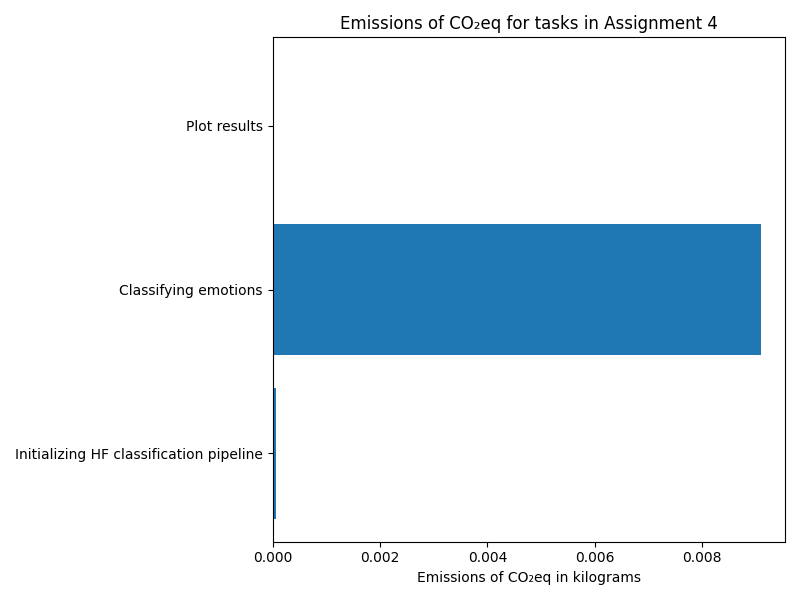 Emissions of CO₂eq for tasks in Assignment 4
Plot results
Classifying emotions
Initializing HF classification pipeline
0.000 0.002 0.004 0.006 0.008
Emissions of CO₂eq in kilograms